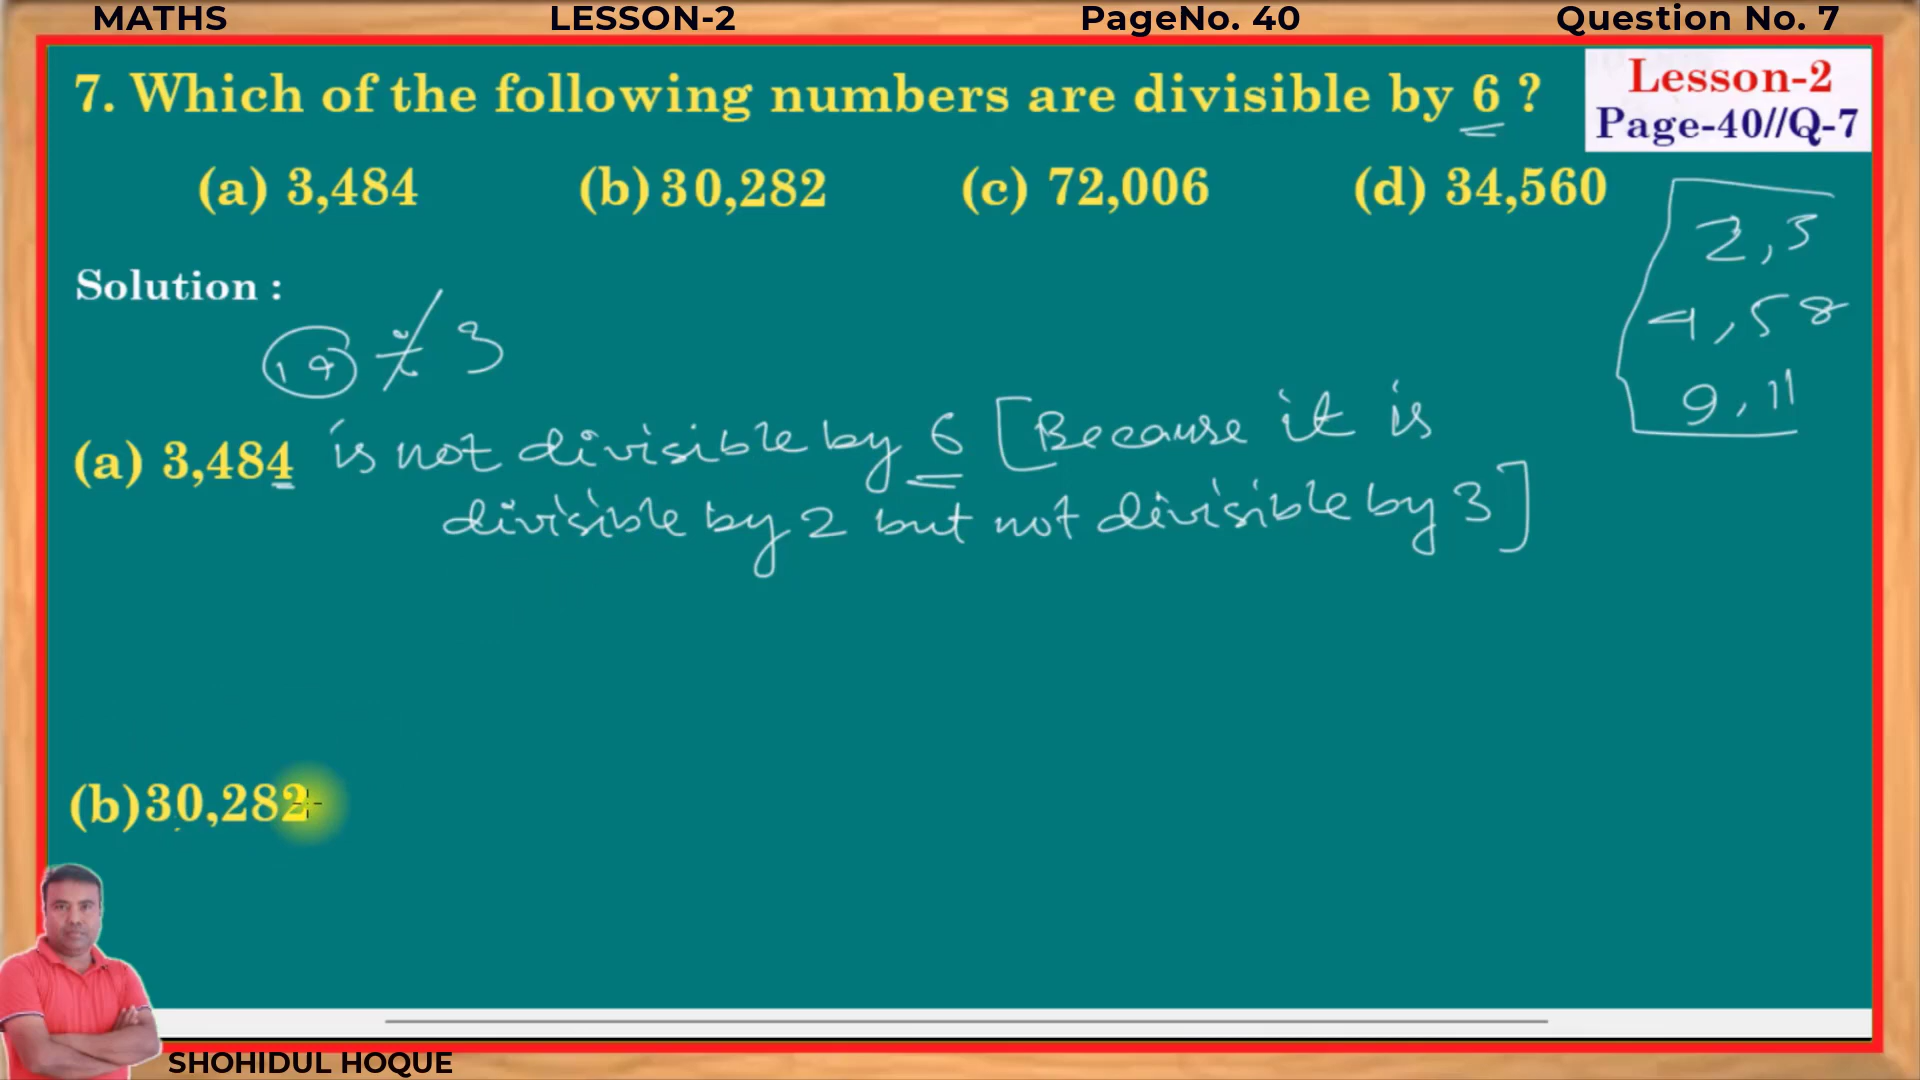 MATHS LESSON-2 PageNo. 40 Question No. 7
7. Which of the following numbers are divisible by 6 ?
Lesson-2
Page-40//Q-7
(a) 3,484 (b) 30,282 (c) 72,006 (d) 34,560
2,3
4,5 8
9,11
Solution :
19 ÷ 3
(a) 3,484 is not divisible by 6 [Because it is
divisible by 2 but not divisible by 3]
(b) 30,282
SHOHIDUL HOQUE